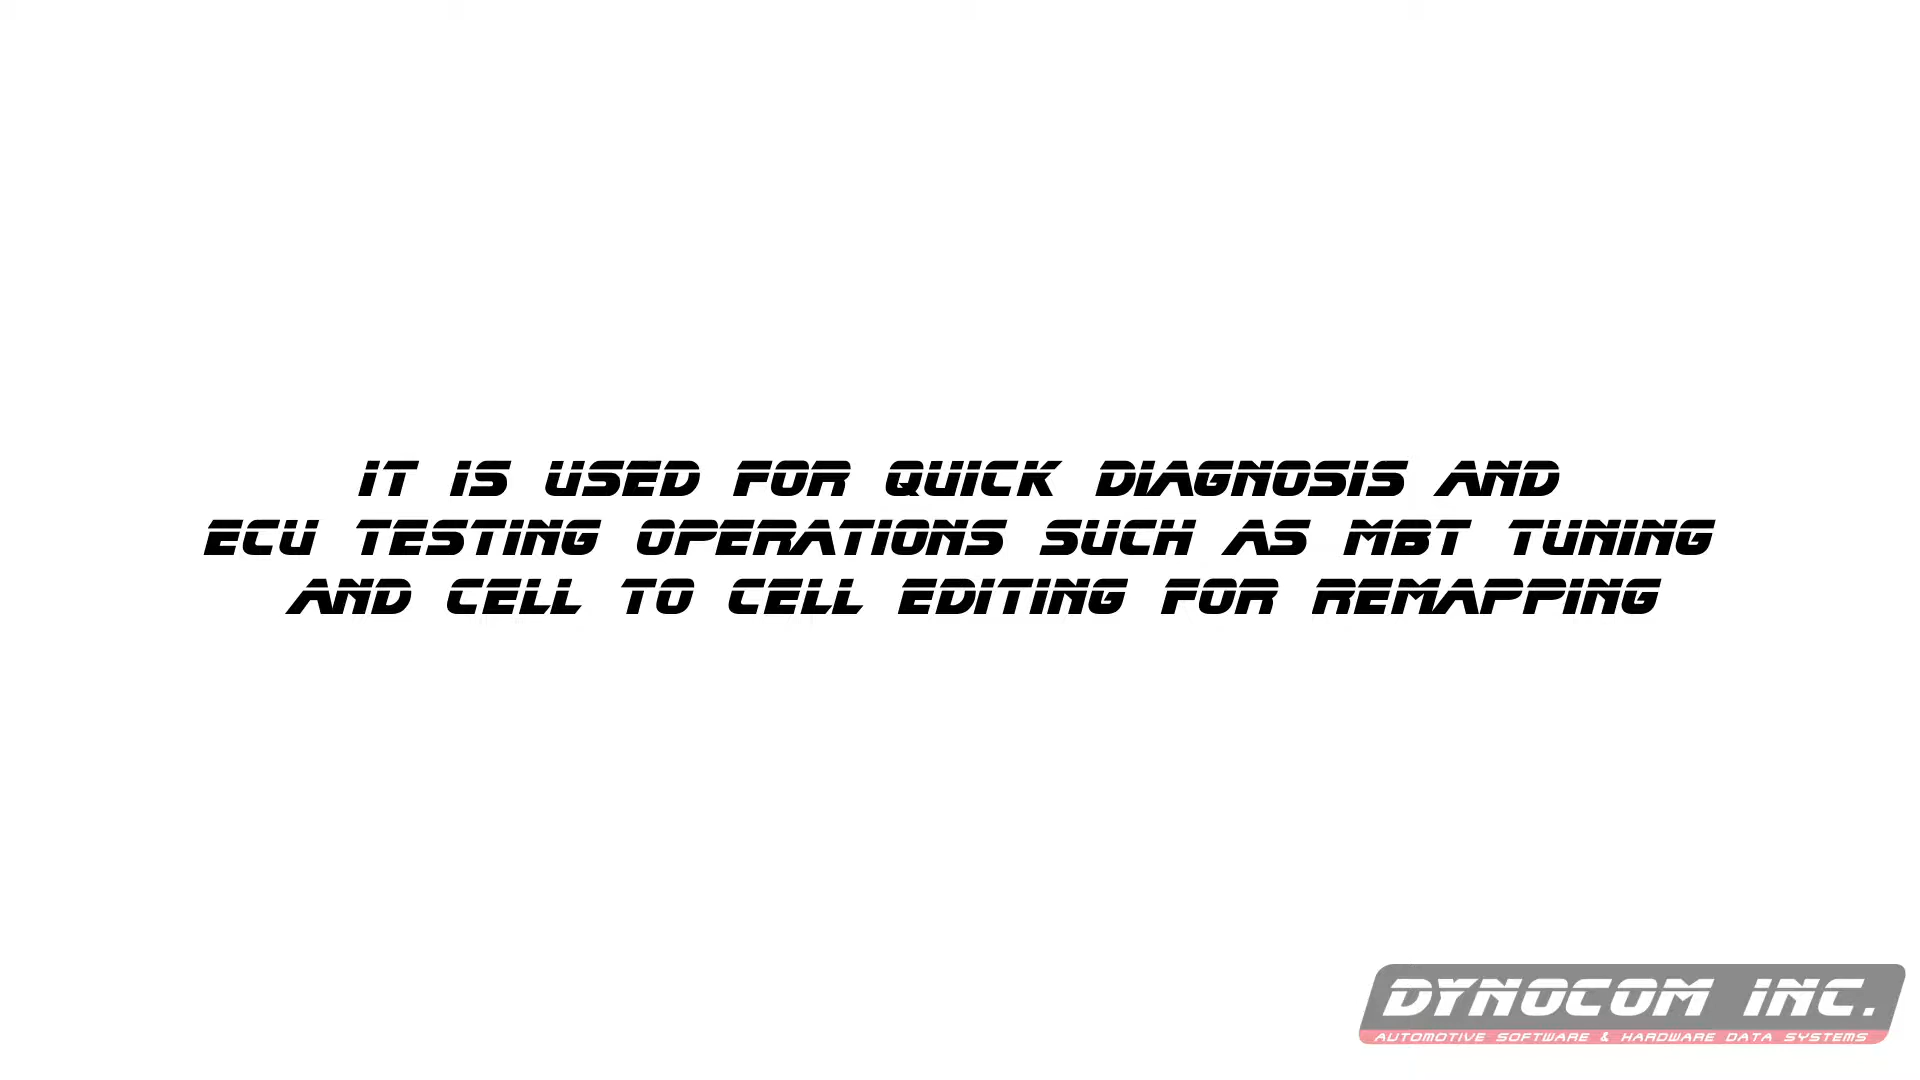 IT IS USED FOR QUICK DIAGNOSIS AND
ECU TESTING OPERATIONS SUCH AS MBT TUNING
AND CELL TO CELL EDITING FOR REMAPPING
DYNOCOM INC.
AUTOMOTIVE SOFTWARE & HARDWARE DATA SYSTEMS